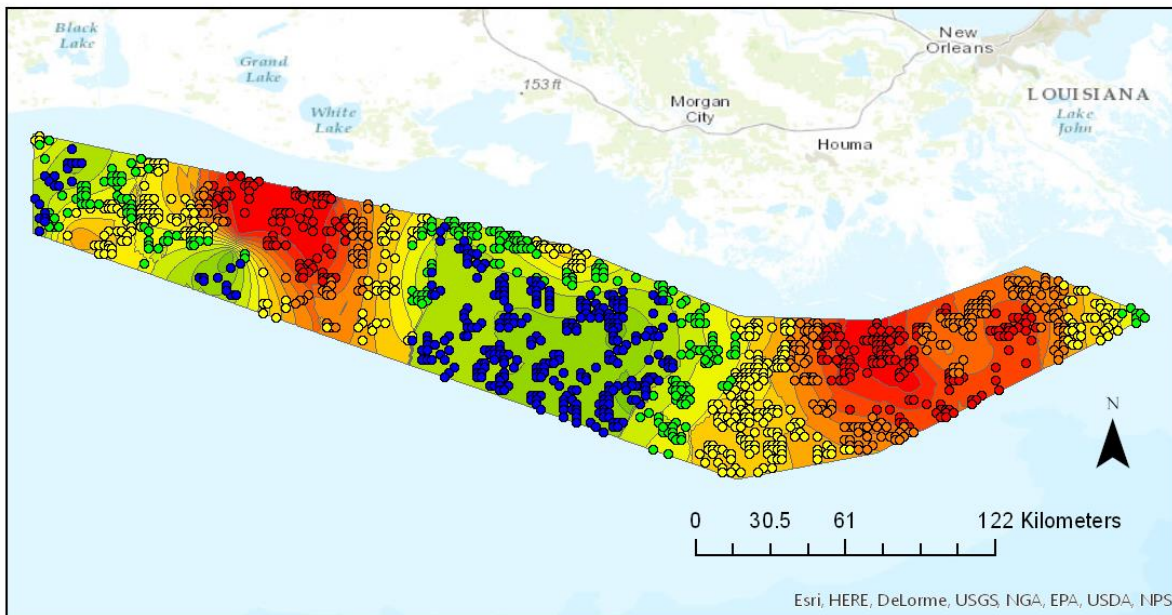 Black
Lake
Grand
Lake
White
Lake
153 ft
Morgan
City
Houma
New
Orleans
LOUISIANA
Lake
John
N
0 30.5 61 122 Kilometers
Esri, HERE, DeLorme, USGS, NGA, EPA, USDA, NPS